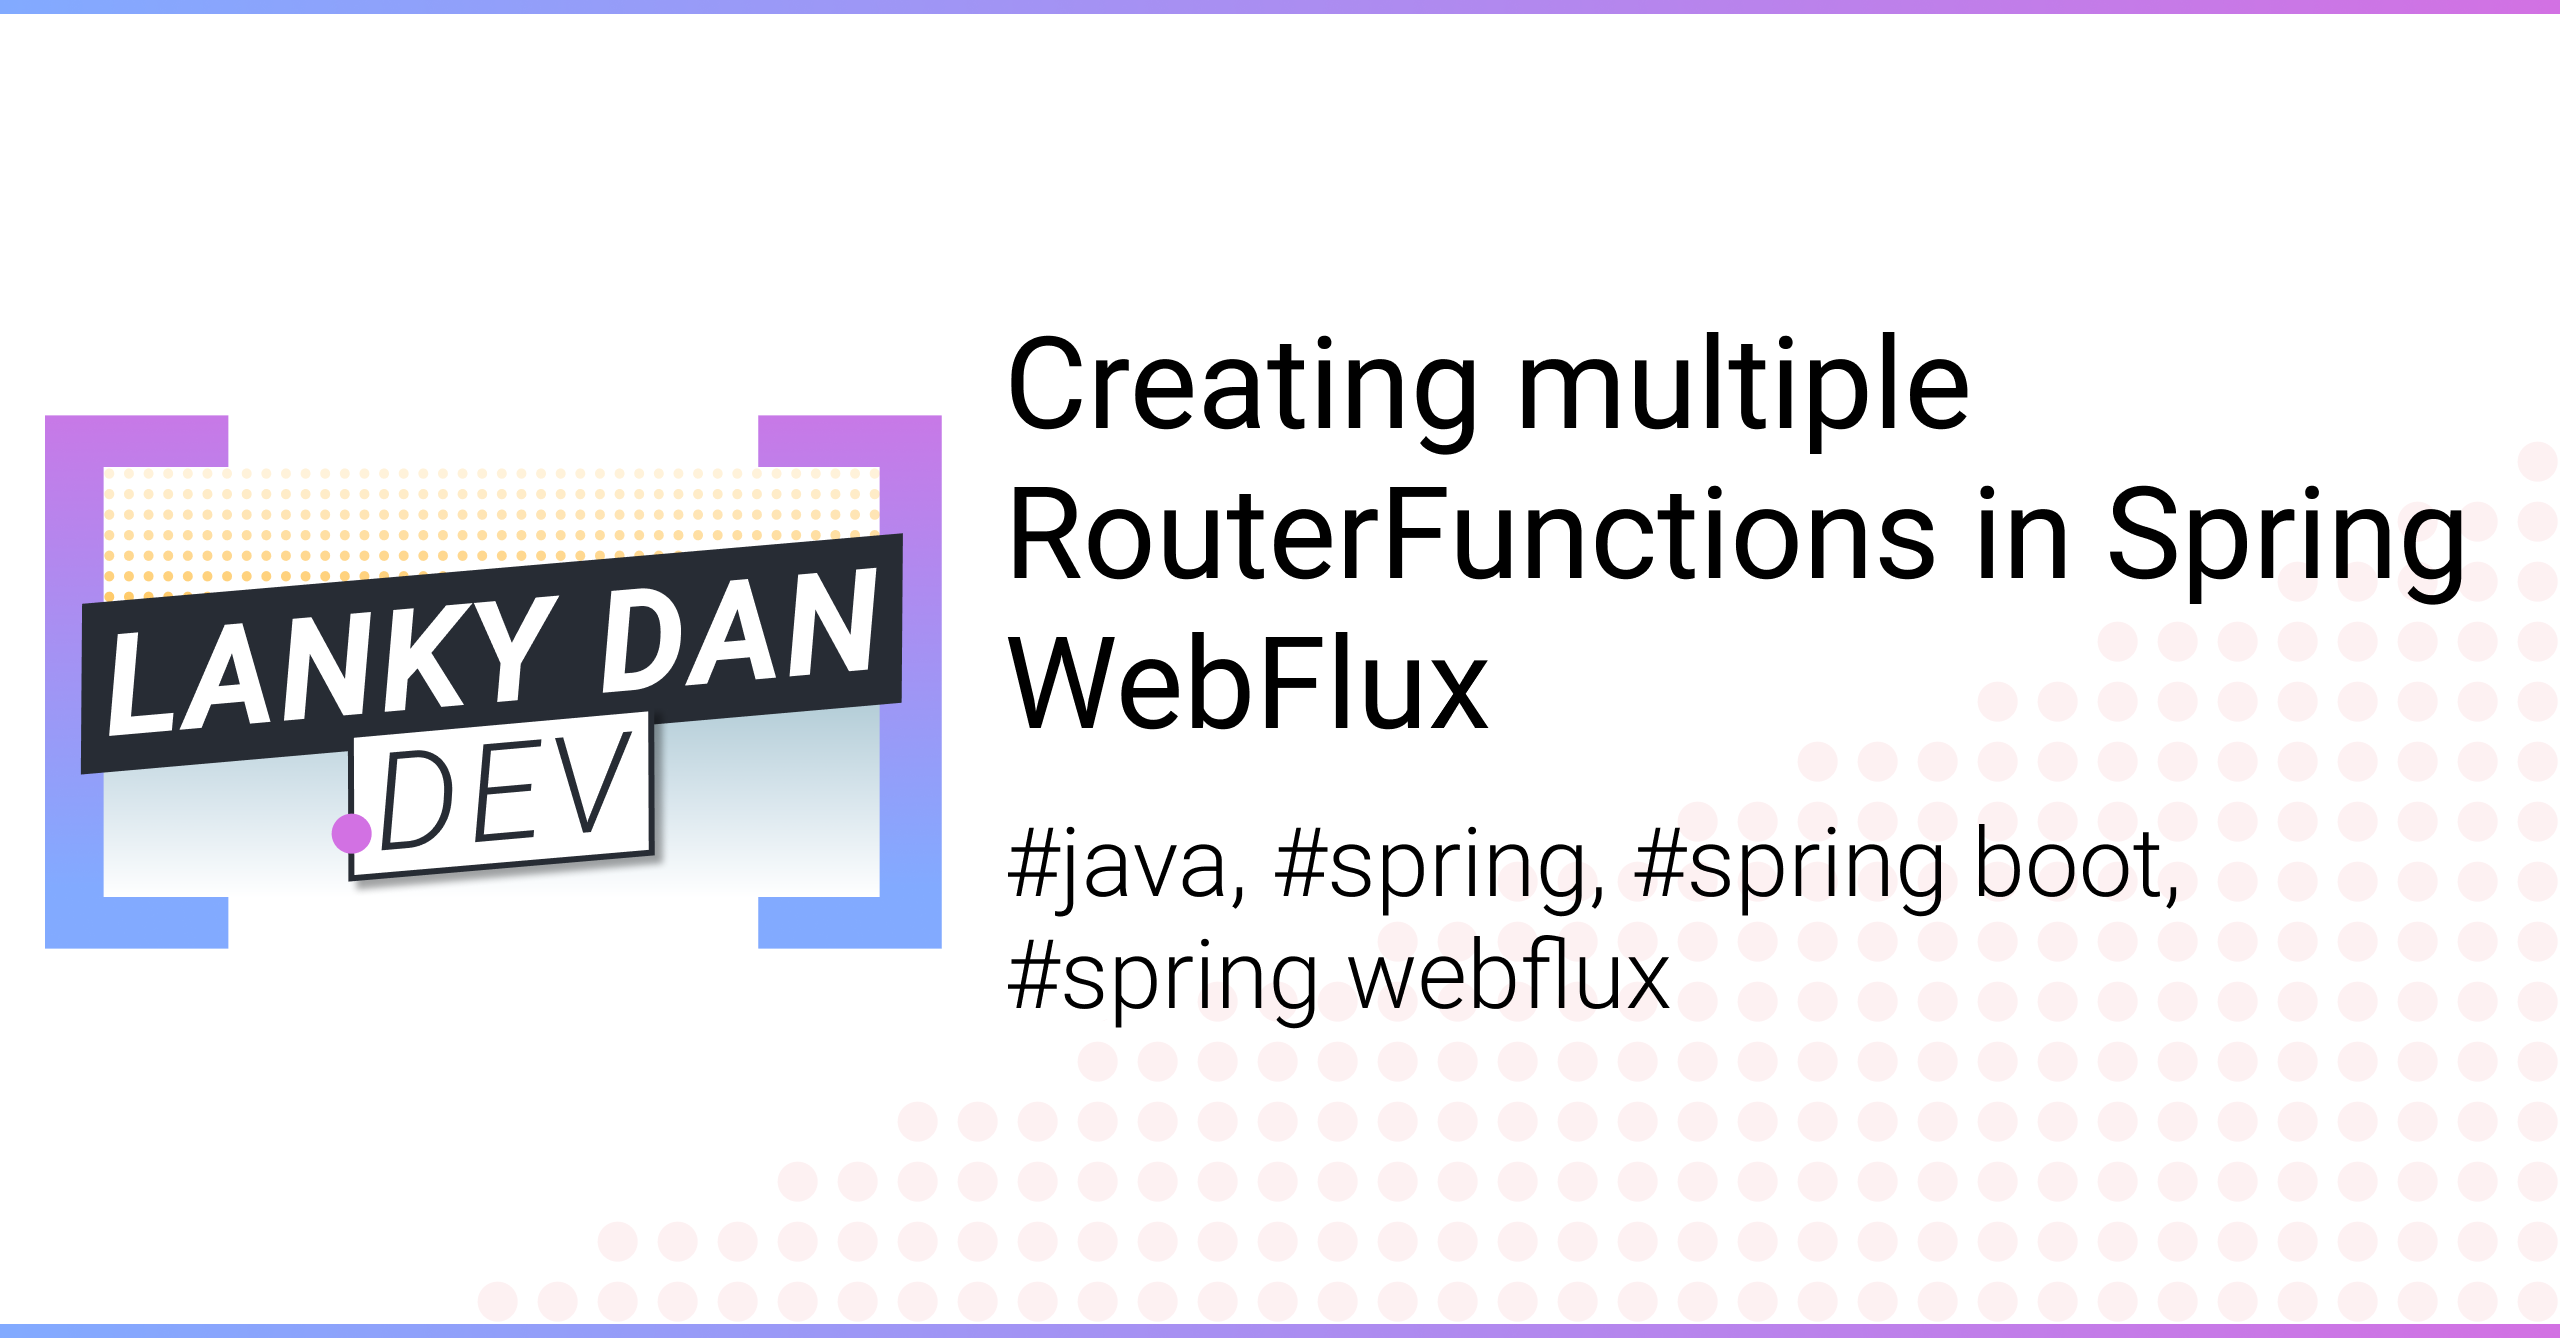 LANKY DAN
DEV
Creating multiple
RouterFunctions in Spring
WebFlux
#java, #spring, #spring boot,
#spring webflux